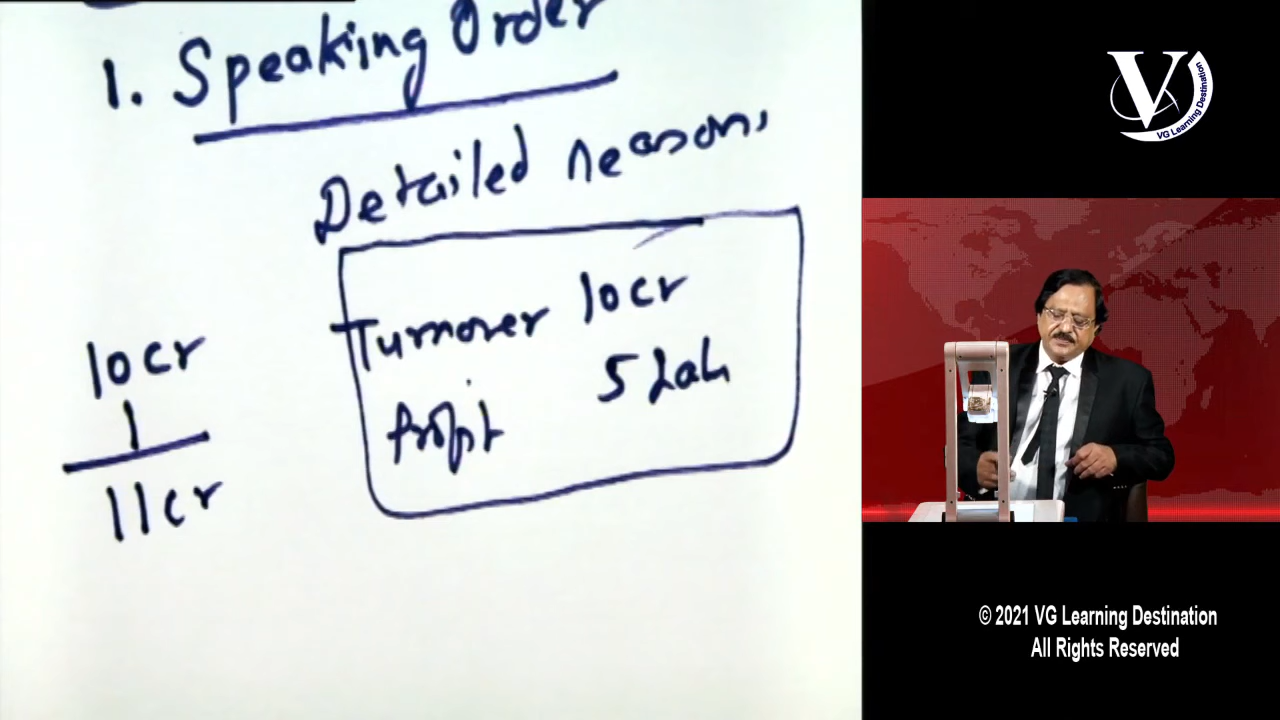 1. Speaking Order
Detailed reasons
Turnover 10cr
Profit 5 Lakh
10cr
1
11cr
V
VG Learning Destination
© 2021 VG Learning Destination
All Rights Reserved